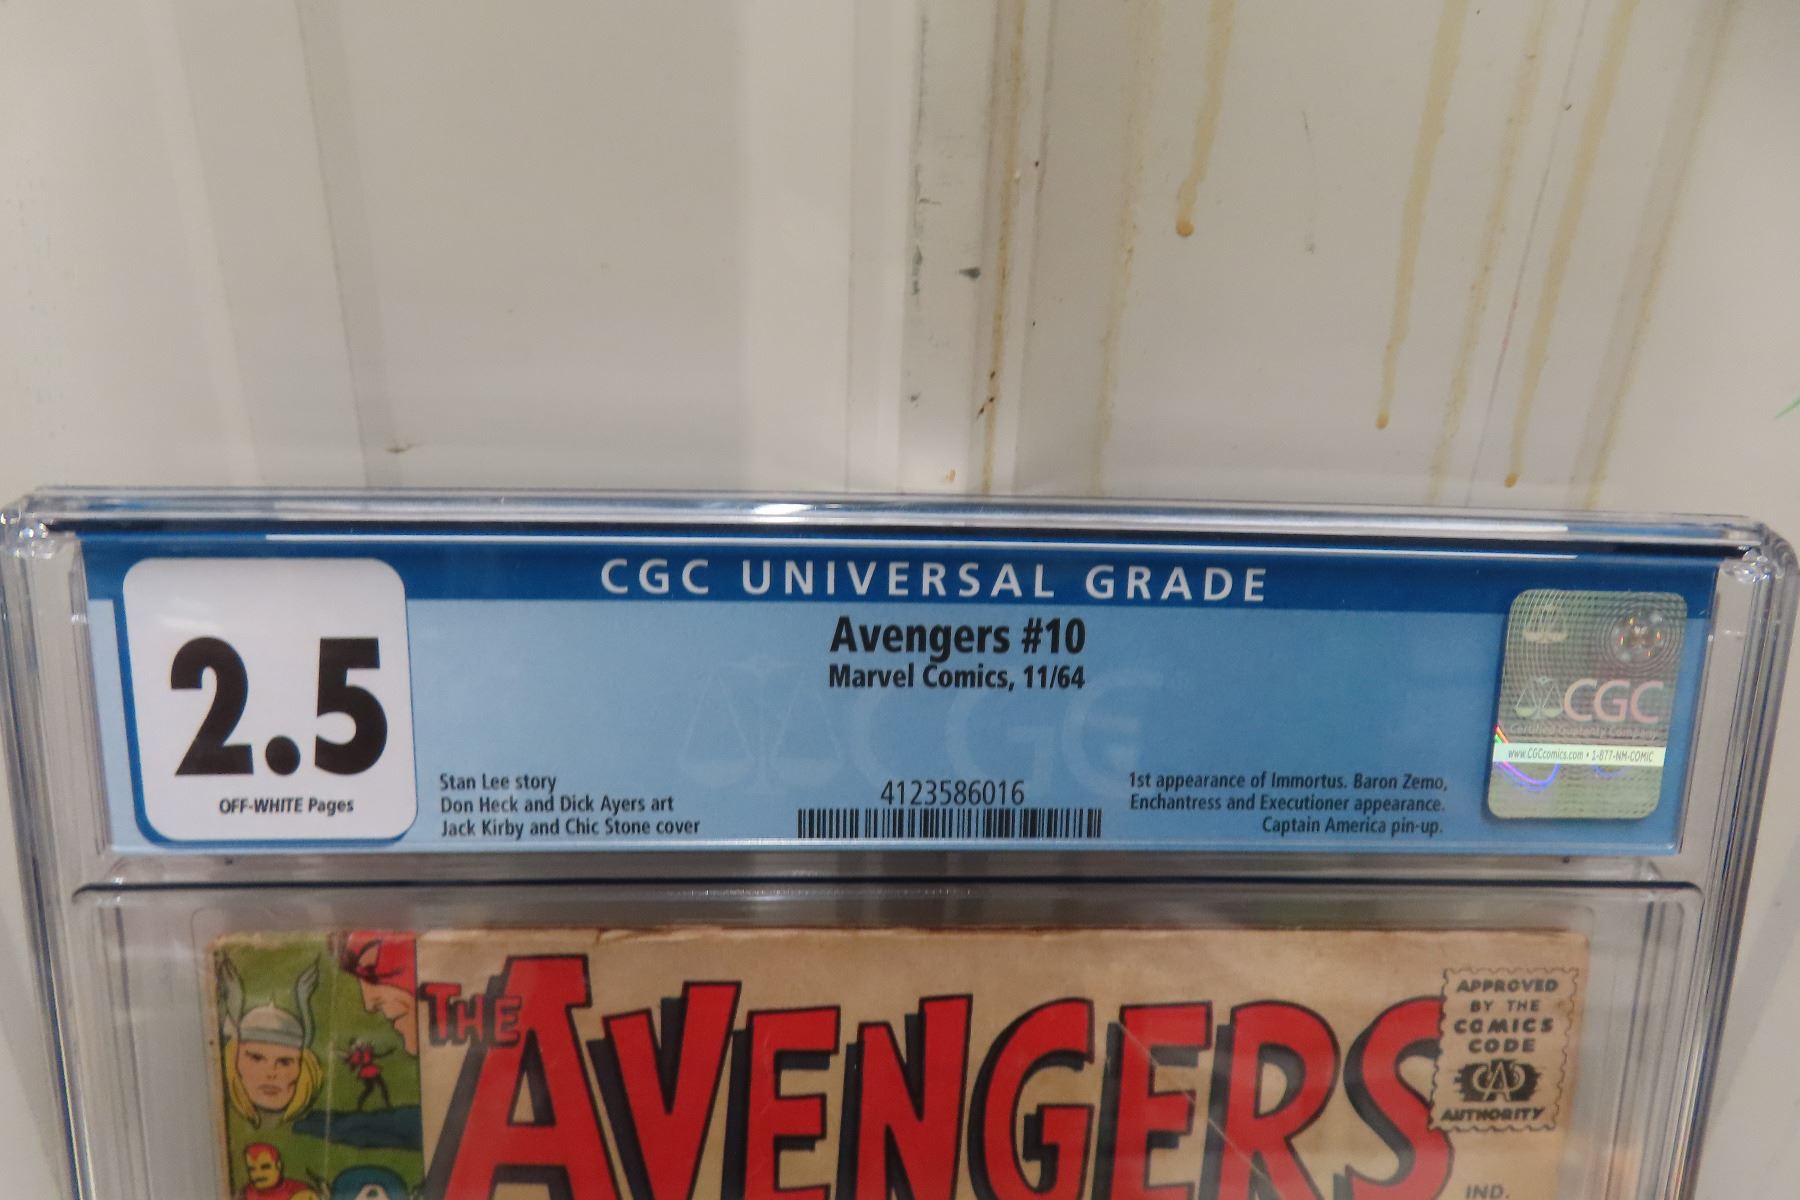 CGC UNIVERSAL GRADE
2.5
OFF-WHITE Pages
Avengers #10
Marvel Comics, 11/64
Stan Lee story
Don Heck and Dick Ayers art
Jack Kirby and Chic Stone cover
4123586016
1st appearance of Immortus. Baron Zemo,
Enchantress and Executioner appearance.
Captain America pin-up.
CGC
www.CGCcomics.com • 1-877-NM-COMIC
THE AVENGERS
APPROVED
BY THE
COMICS
CODE
CA
AUTHORITY
IND.